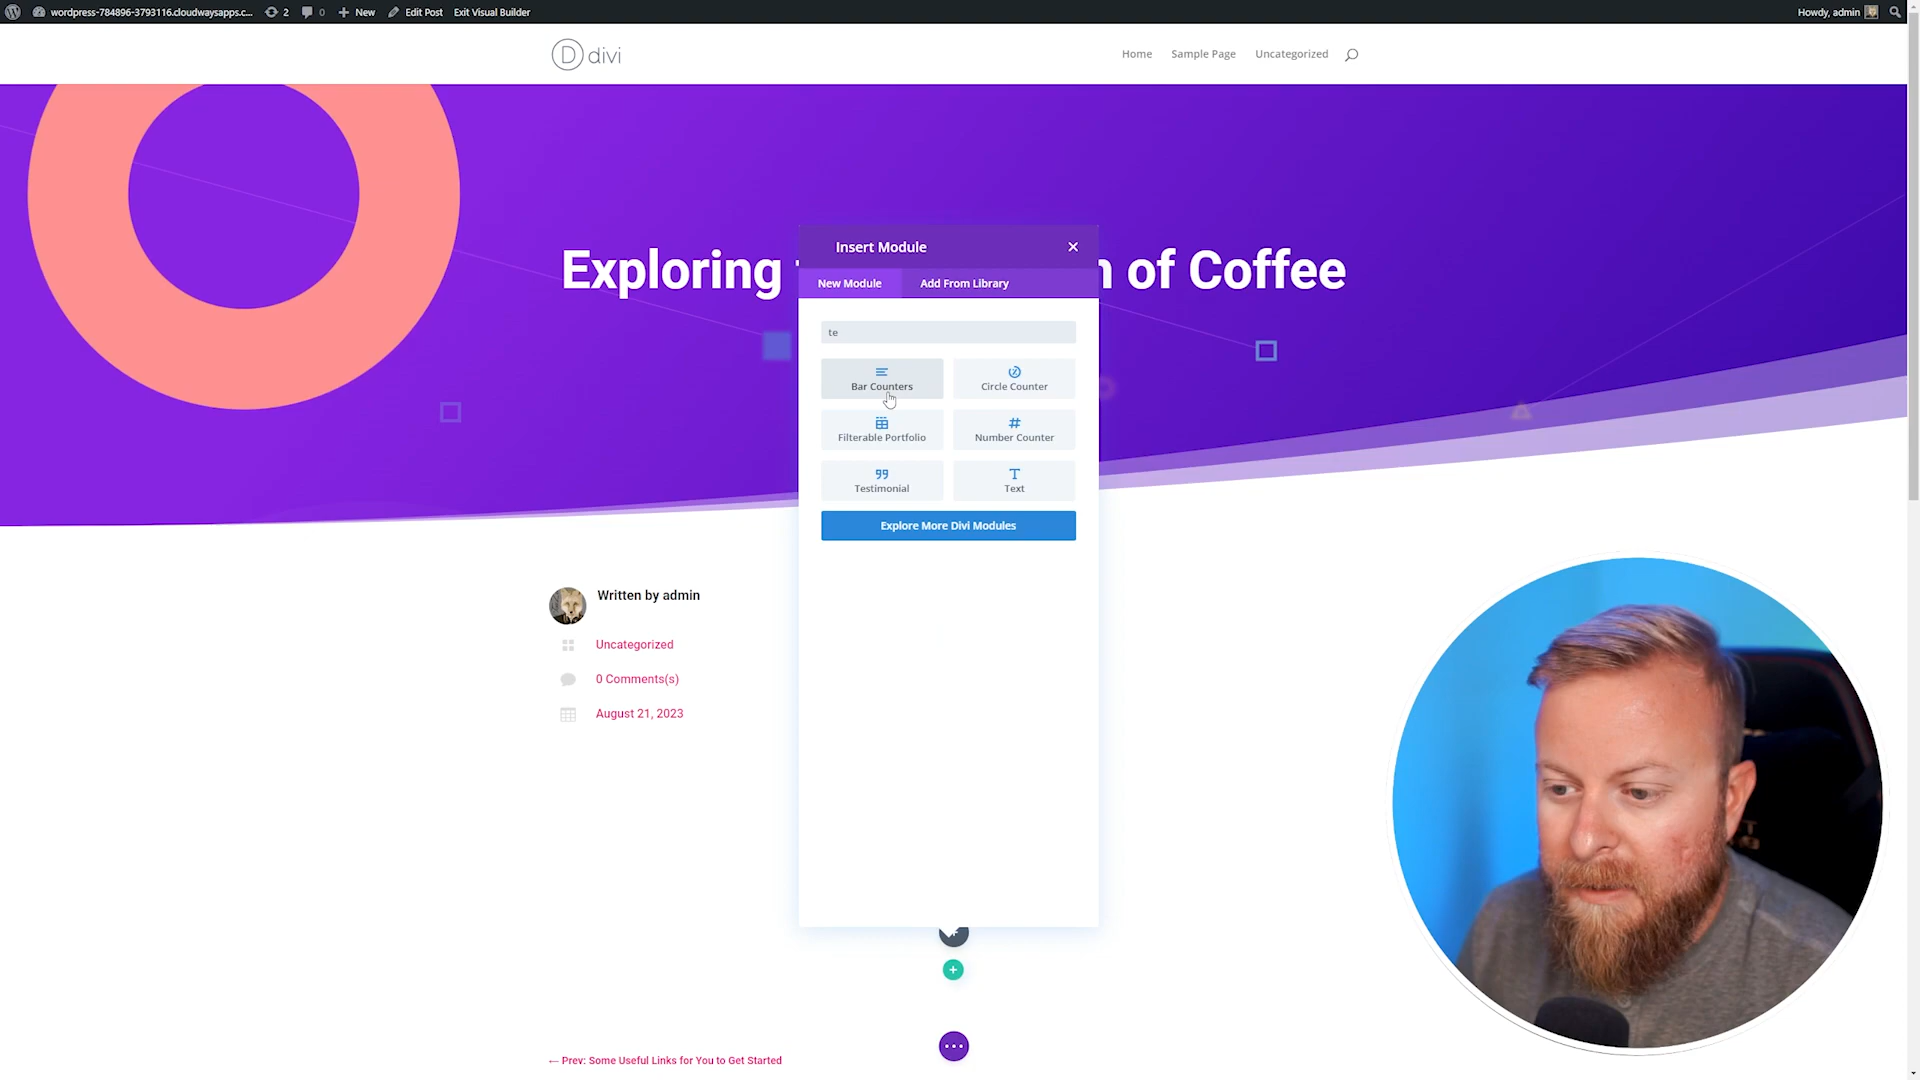 wordpress-784896-3793116.cloudwaysapps.c... 2 0 New Edit Post Exit Visual Builder Howdy, admin
D divi Home Sample Page Uncategorized
Insert Module
Exploring n of Coffee
New Module Add From Library
te
Bar Counters Circle Counter
Filterable Portfolio Number Counter
Testimonial Text
Explore More Divi Modules
Written by admin
Uncategorized
0 Comments(s)
August 21, 2023
← Prev: Some Useful Links for You to Get Started